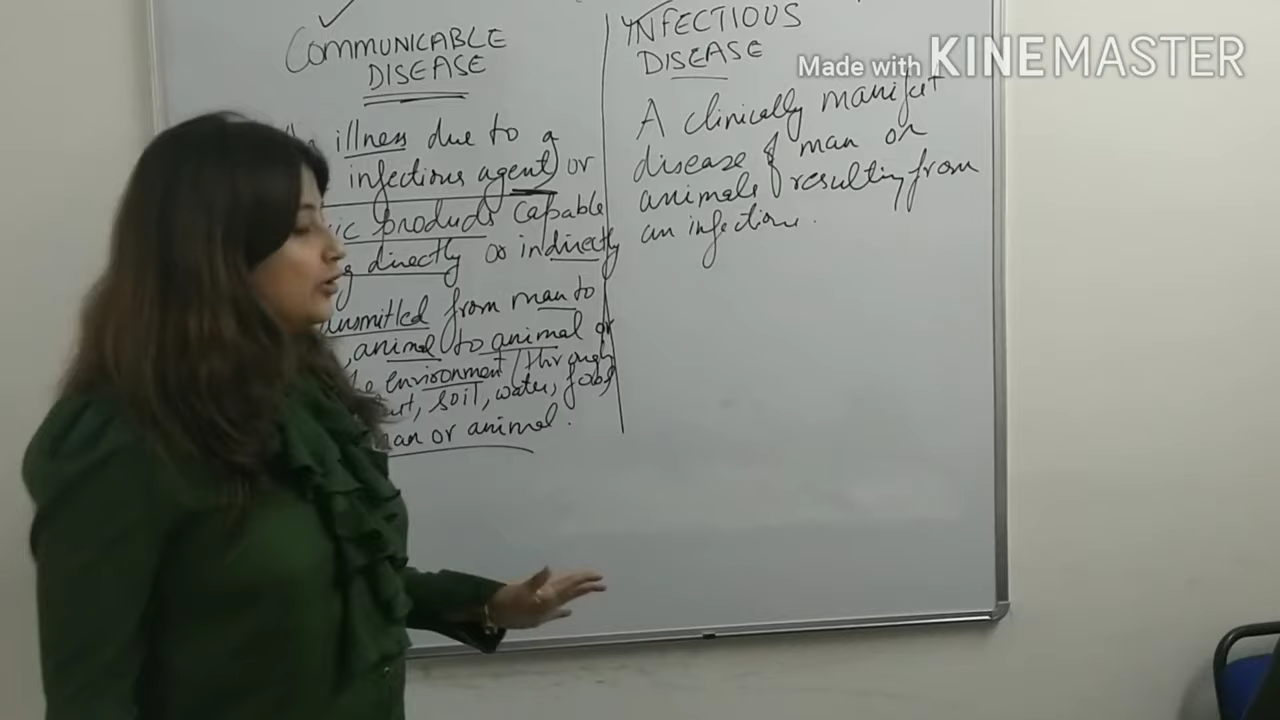 COMMUNICABLE
DISEASE
illness due to a
infectious agent or
ic products capable
g directly or indirectly
ansmitted from man to
, animal to animal or
environment / through
, soil, water, food
man or animal.
INFECTIOUS
DISEASE
A clinically manifest
disease of man or
animals resulting from
an infection.
Made with KINEMASTER